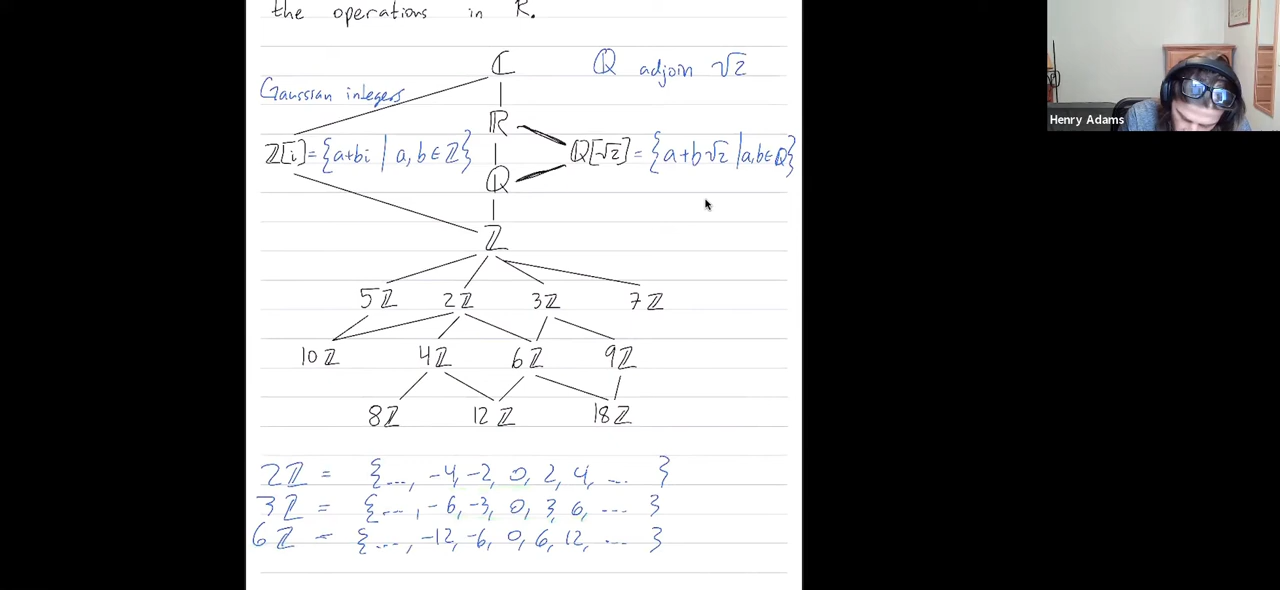 the operations in R.
ℂ
ℚ adjoin √2
Gaussian integers
ℝ
ℤ[i] = {a+bi | a,b ∈ ℤ}
ℚ[√2] = {a+b√2 | a,b ∈ ℚ}
ℚ
ℤ
5ℤ 2ℤ 3ℤ 7ℤ
10ℤ 4ℤ 6ℤ 9ℤ
8ℤ 12ℤ 18ℤ
2ℤ = {..., -4, -2, 0, 2, 4, ... }
3ℤ = {..., -6, -3, 0, 3, 6, ... }
6ℤ = {..., -12, -6, 0, 6, 12, ... }
Henry Adams